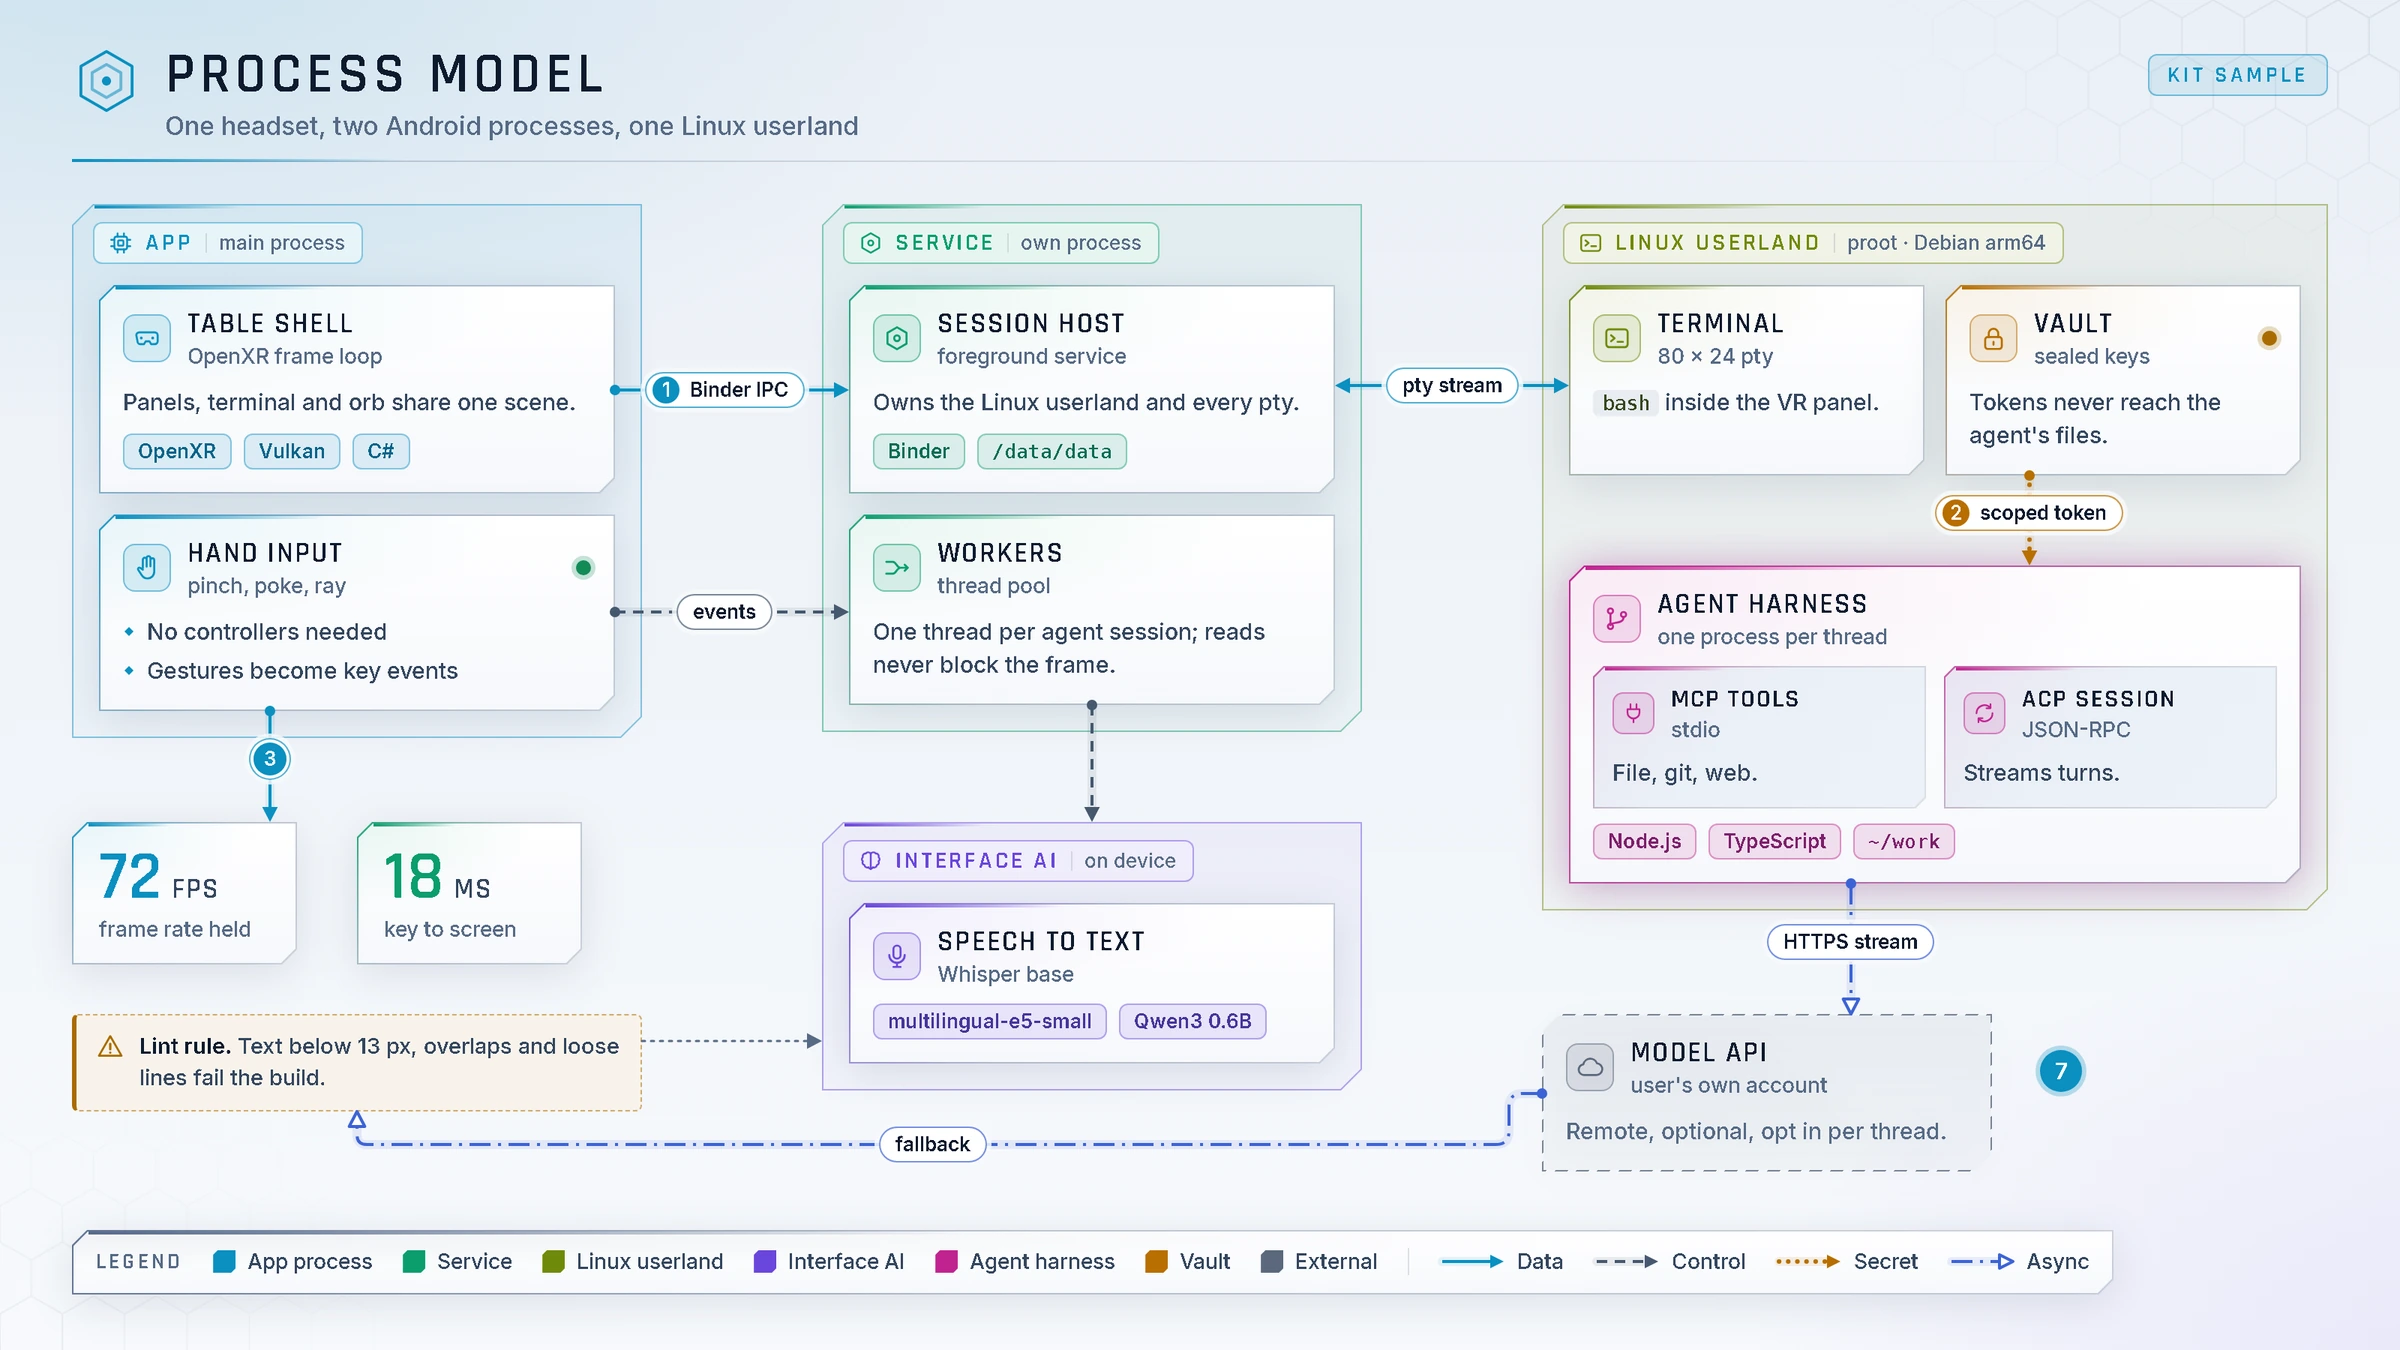 PROCESS MODEL
One headset, two Android processes, one Linux userland
KIT SAMPLE
APP main process
TABLE SHELL
OpenXR frame loop
Panels, terminal and orb share one scene.
OpenXR Vulkan C#
HAND INPUT
pinch, poke, ray
No controllers needed
Gestures become key events
1 Binder IPC
events
3
SERVICE own process
SESSION HOST
foreground service
Owns the Linux userland and every pty.
Binder /data/data
WORKERS
thread pool
One thread per agent session; reads
never block the frame.
pty stream
LINUX USERLAND proot · Debian arm64
TERMINAL
80 × 24 pty
bash inside the VR panel.
VAULT
sealed keys
Tokens never reach the
agent's files.
2 scoped token
AGENT HARNESS
one process per thread
MCP TOOLS
stdio
File, git, web.
ACP SESSION
JSON-RPC
Streams turns.
Node.js TypeScript ~/work
HTTPS stream
72 FPS
frame rate held
18 MS
key to screen
INTERFACE AI on device
SPEECH TO TEXT
Whisper base
multilingual-e5-small Qwen3 0.6B
Lint rule. Text below 13 px, overlaps and loose
lines fail the build.
fallback
MODEL API
user's own account
Remote, optional, opt in per thread.
7
LEGEND App process Service Linux userland Interface AI Agent harness Vault External Data Control Secret Async